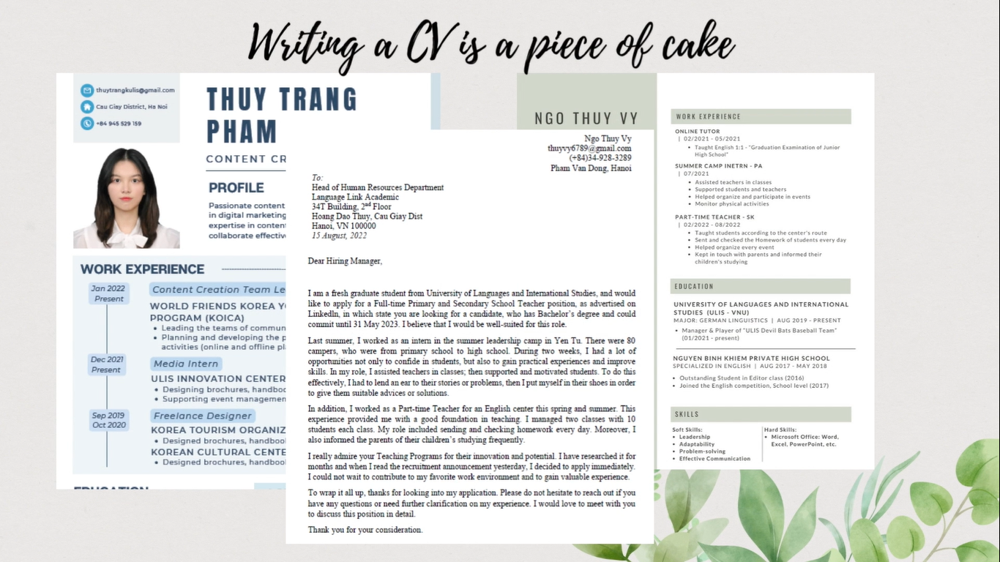 Writing a CV is a piece of cake
thuytrangkulis@gmail.com
Cau Giay District, Ha Noi
+84 945 529 159
THUY TRANG
PHAM
CONTENT CR
PROFILE
Passionate content
in digital marketing
expertise in conten
collaborate effectiv
WORK EXPERIENCE
Jan 2022
Present
Content Creation Team Le
WORLD FRIENDS KOREA Y
PROGRAM (KOICA)
• Leading the teams of commun
• Planning and developing the p
activities (online and offline pl
Dec 2021
Present
Media Intern
ULIS INNOVATION CENTER
• Designing brochures, handboo
• Supporting event managemen
Sep 2019
Oct 2020
Freelance Designer
KOREA TOURISM ORGANIZ
• Designed brochures, handbool
KOREAN CULTURAL CENTE
• Designed brochures, handbool
EDUCATION
Ngo Thuy Vy
thuyvy6789@gmail.com
(+84)34-928-3289
Pham Van Dong, Hanoi
To:
Head of Human Resources Department
Language Link Academic
34T Building, 2nd Floor
Hoang Dao Thuy, Cau Giay Dist
Hanoi, VN 100000
15 August, 2022
Dear Hiring Manager,
I am a fresh graduate student from University of Languages and International Studies, and would
like to apply for a Full-time Primary and Secondary School Teacher position, as advertised on
LinkedIn, in which state you are looking for a candidate, who has Bachelor's degree and could
commit until 31 May 2023. I believe that I would be well-suited for this role.
Last summer, I worked as an intern in the summer leadership camp in Yen Tu. There were 80
campers, who were from primary school to high school. During two weeks, I had a lot of
opportunities not only to confide in students, but also to gain practical experiences and improve
skills. In my role, I assisted teachers in classes; then supported and motivated students. To do this
effectively, I had to lend an ear to their stories or problems, then I put myself in their shoes in order
to give them suitable advices or solutions.
In addition, I worked as a Part-time Teacher for an English center this spring and summer. This
experience provided me with a good foundation in teaching. I managed two classes with 10
students each class. My role included sending and checking homework every day. Moreover, I
also informed the parents of their children's studying frequently.
I really admire your Teaching Programs for their innovation and potential. I have researched it for
months and when I read the recruitment announcement yesterday, I decided to apply immediately.
I could not wait to contribute to my favorite work environment and to gain valuable experience.
To wrap it all up, thanks for looking into my application. Please do not hesitate to reach out if you
have any questions or need further clarification on my experience. I would love to meet with you
to discuss this position in detail.
Thank you for your consideration.
NGO THUY VY
WORK EXPERIENCE
ONLINE TUTOR
| 02/2021 - 05/2021
• Taught English 1:1 - "Graduation Examination of Junior
High School"
SUMMER CAMP INETRN - PA
| 07/2021
• Assisted teachers in classes
• Supported students and teachers
• Helped organize and participate in events
• Monitor physical activities
PART-TIME TEACHER - SK
| 02/2022 - 08/2022
• Taught students according to the center's route
• Sent and checked the Homework of students every day
• Helped organize every event
• Kept in touch with parents and informed their
children's studying
EDUCATION
UNIVERSITY OF LANGUAGES AND INTERNATIONAL
STUDIES (ULIS - VNU)
MAJOR: GERMAN LINGUISTICS | AUG 2019 - PRESENT
• Manager & Player of "ULIS Devil Bats Baseball Team"
(01/2021 - present)
NGUYEN BINH KHIEM PRIVATE HIGH SCHOOL
SPECIALIZED IN ENGLISH | AUG 2017 - MAY 2018
• Outstanding Student in Editor class (2016)
• Joined the English competition, School level (2017)
SKILLS
Soft Skills:
• Leadership
• Adaptability
• Problem-solving
• Effective Communication
Hard Skills:
• Microsoft Office: Word,
Excel, PowerPoint, etc.